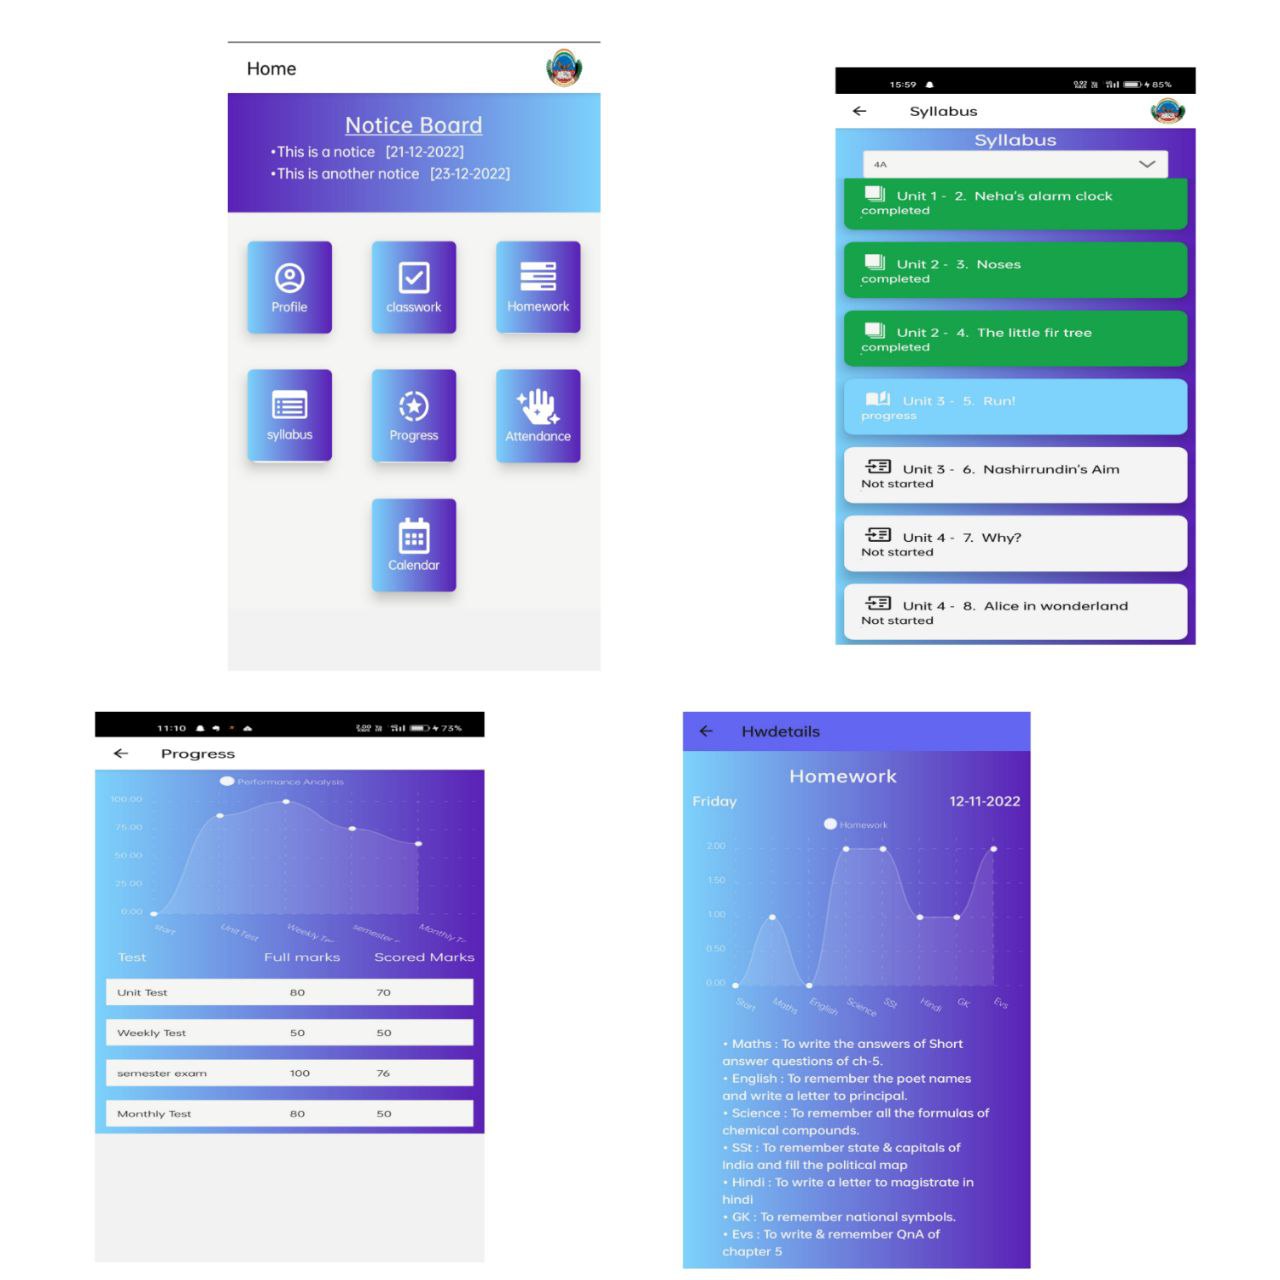 Home
Notice Board
•This is a notice [21-12-2022]
•This is another notice [23-12-2022]
Profile
classwork
Homework
syllabus
Progress
Attendance
Calendar
15:59
85%
Syllabus
Syllabus
4A
Unit 1 - 2. Neha's alarm clock
completed
Unit 2 - 3. Noses
completed
Unit 2 - 4. The little fir tree
completed
Unit 3 - 5. Run!
progress
Unit 3 - 6. Nashirrundin's Aim
Not started
Unit 4 - 7. Why?
Not started
Unit 4 - 8. Alice in wonderland
Not started
11:10
73%
Progress
Performance Analysis
100.00
75.00
50.00
25.00
0.00
start
Unit Test
Weekly Te...
semester e
Monthly T...
Test Full marks Scored Marks
Unit Test 80 70
Weekly Test 50 50
semester exam 100 76
Monthly Test 80 50
Hwdetails
Homework
Friday 12-11-2022
Homework
2.00
1.50
1.00
0.50
0.00
Start
Maths
English
Science
SSt
Hindi
GK
Evs
• Maths : To write the answers of Short
answer questions of ch-5.
• English : To remember the poet names
and write a letter to principal.
• Science : To remember all the formulas of
chemical compounds.
• SSt : To remember state & capitals of
India and fill the political map
• Hindi : To write a letter to magistrate in
hindi
• GK : To remember national symbols.
• Evs : To write & remember QnA of
chapter 5